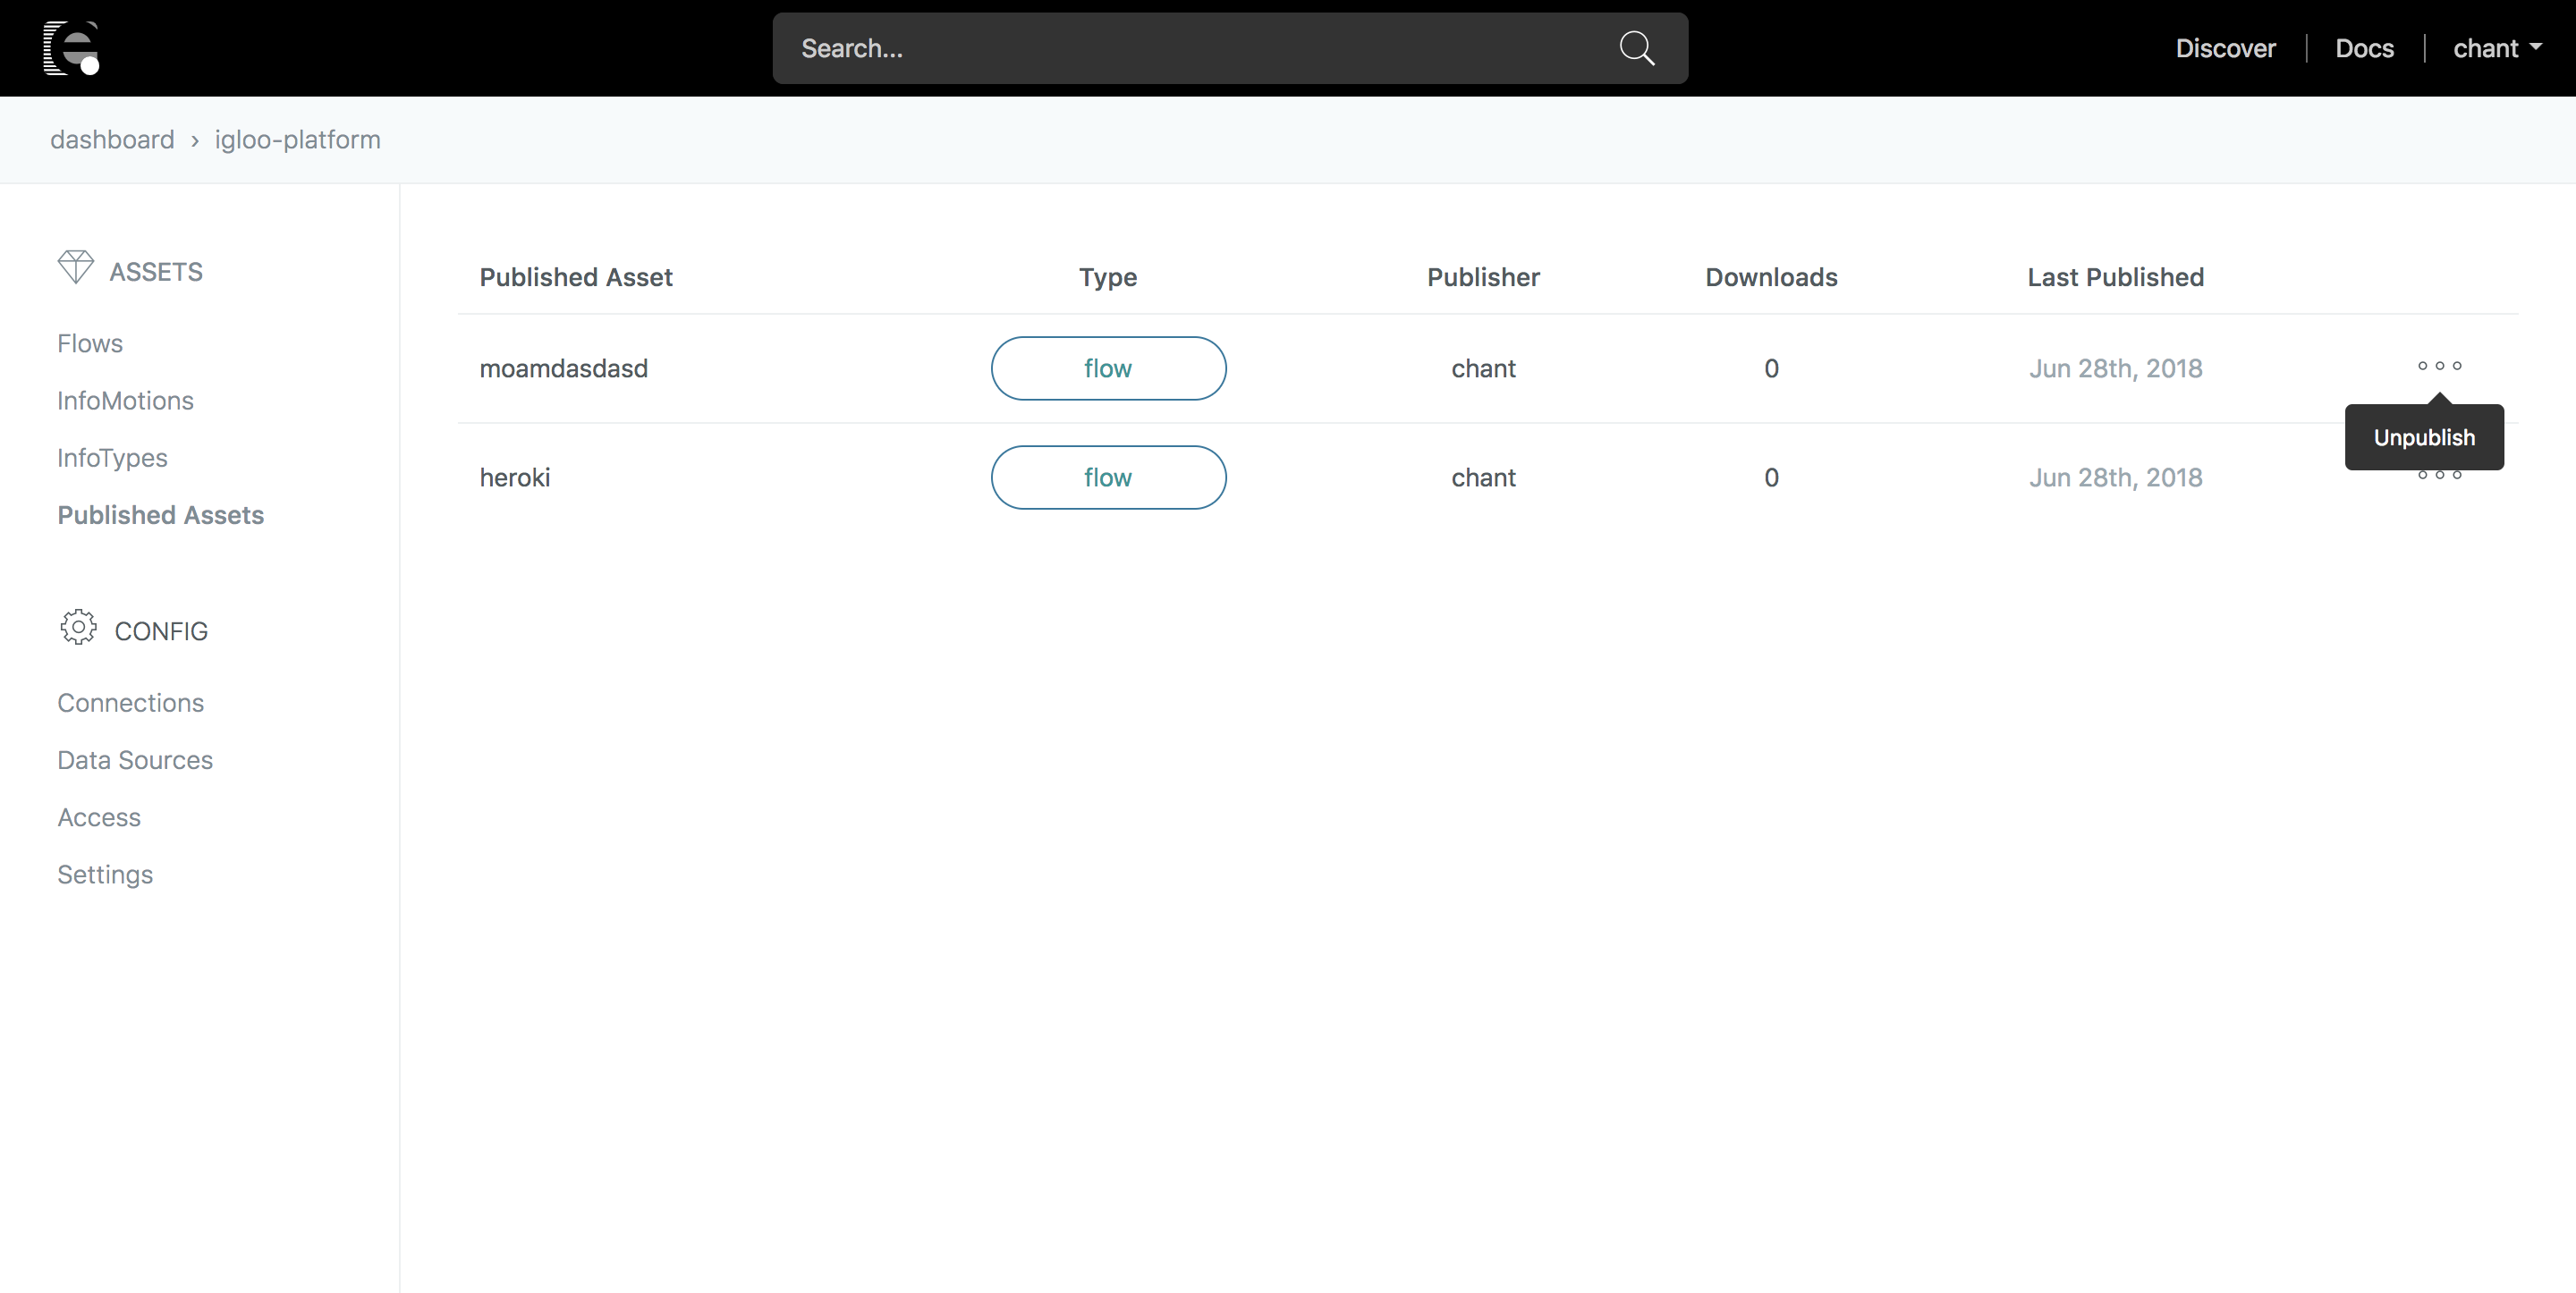 Search...
Discover
Docs
chant
dashboard › igloo-platform
ASSETS
Flows
InfoMotions
InfoTypes
Published Assets
CONFIG
Connections
Data Sources
Access
Settings
Published Asset Type Publisher Downloads Last Published
moamdasdasd flow chant 0 Jun 28th, 2018
Unpublish
heroki flow chant 0 Jun 28th, 2018